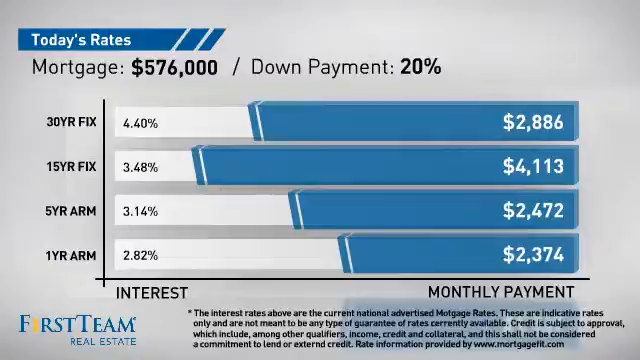 Today's Rates
Mortgage: $576,000 / Down Payment: 20%
30YR FIX 4.40% $2,886
15YR FIX 3.48% $4,113
5YR ARM 3.14% $2,472
1YR ARM 2.82% $2,374
INTEREST MONTHLY PAYMENT
FIRSTTEAM®
REAL ESTATE
* The interest rates above are the current national advertised Motgage Rates. These are indicative rates
only and are not meant to be any type of guarantee of rates cerrently available. Credit is subject to approval,
which include, among other qualifiers, income, credit and collateral, and this shall not be considered
a commitment to lend or externd credit. Rate information provided by www.mortgagefit.com